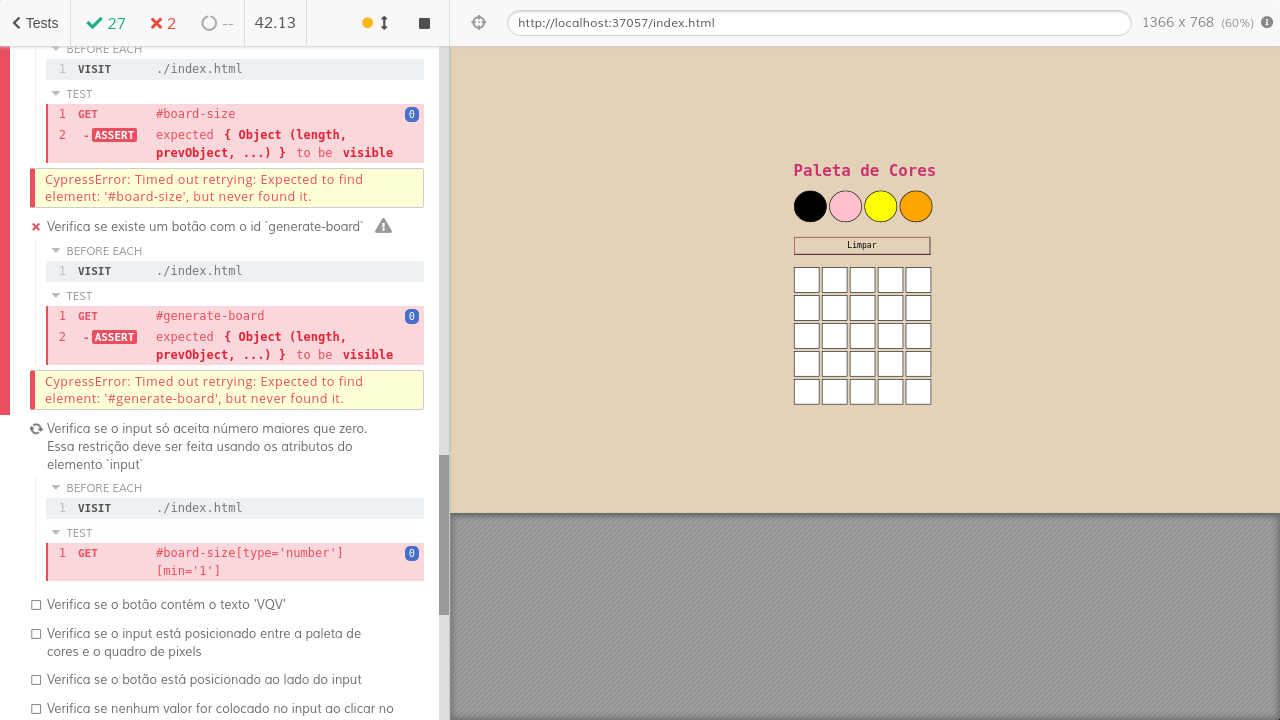 Tests
27
2
--
42.13
http://localhost:37057/index.html
1366 x 768 (60%)
BEFORE EACH
1 VISIT ./index.html
TEST
1 GET #board-size 0
2 -ASSERT expected { Object (length,
prevObject, ...) } to be visible
CypressError: Timed out retrying: Expected to find
element: '#board-size', but never found it.
Verifica se existe um botão com o id `generate-board`
BEFORE EACH
1 VISIT ./index.html
TEST
1 GET #generate-board 0
2 -ASSERT expected { Object (length,
prevObject, ...) } to be visible
CypressError: Timed out retrying: Expected to find
element: '#generate-board', but never found it.
Verifica se o input só aceita número maiores que zero.
Essa restrição deve ser feita usando os atributos do
elemento `input`
BEFORE EACH
1 VISIT ./index.html
TEST
1 GET #board-size[type='number'] 0
[min='1']
Verifica se o botão contém o texto 'VQV'
Verifica se o input está posicionado entre a paleta de
cores e o quadro de pixels
Verifica se o botão está posicionado ao lado do input
Verifica se nenhum valor for colocado no input ao clicar no
Paleta de Cores
Limpar